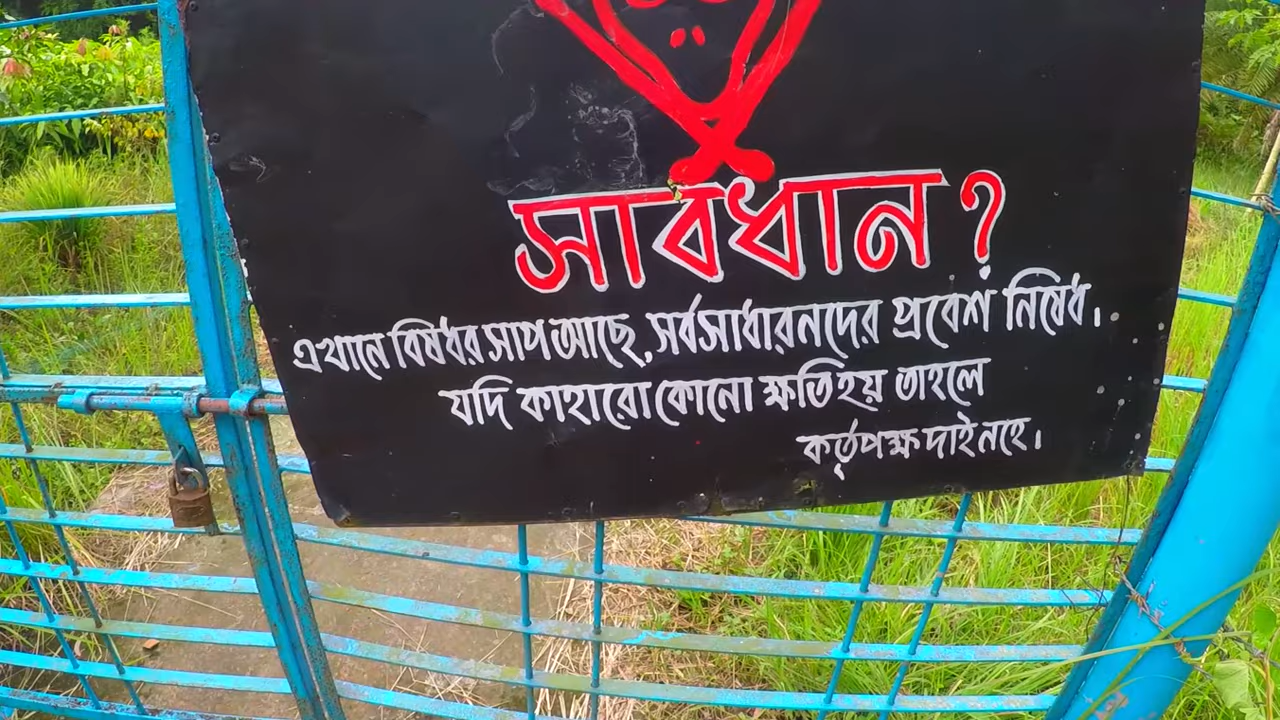 সাবধান ?
এখানে বিষধর সাপ আছে, সর্বসাধারনদের প্রবেশ নিষেধ।
যদি কাহারো কোনো ক্ষতি হয় তাহলে
কর্তৃপক্ষ দাই নহে।